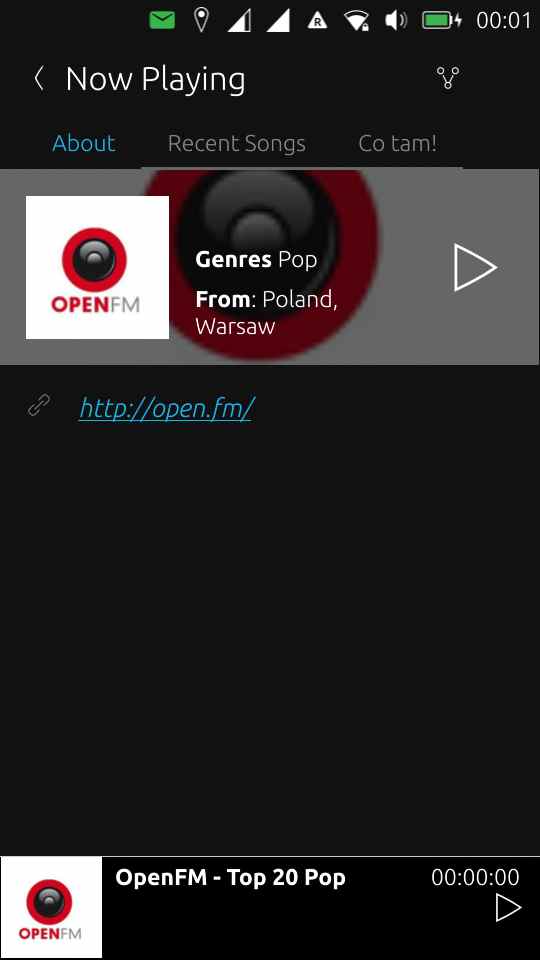 00:01
Now Playing
About Recent Songs Co tam!
OPENFM
Genres Pop
From: Poland,
Warsaw
http://open.fm/
OpenFM - Top 20 Pop 00:00:00
OPENFM